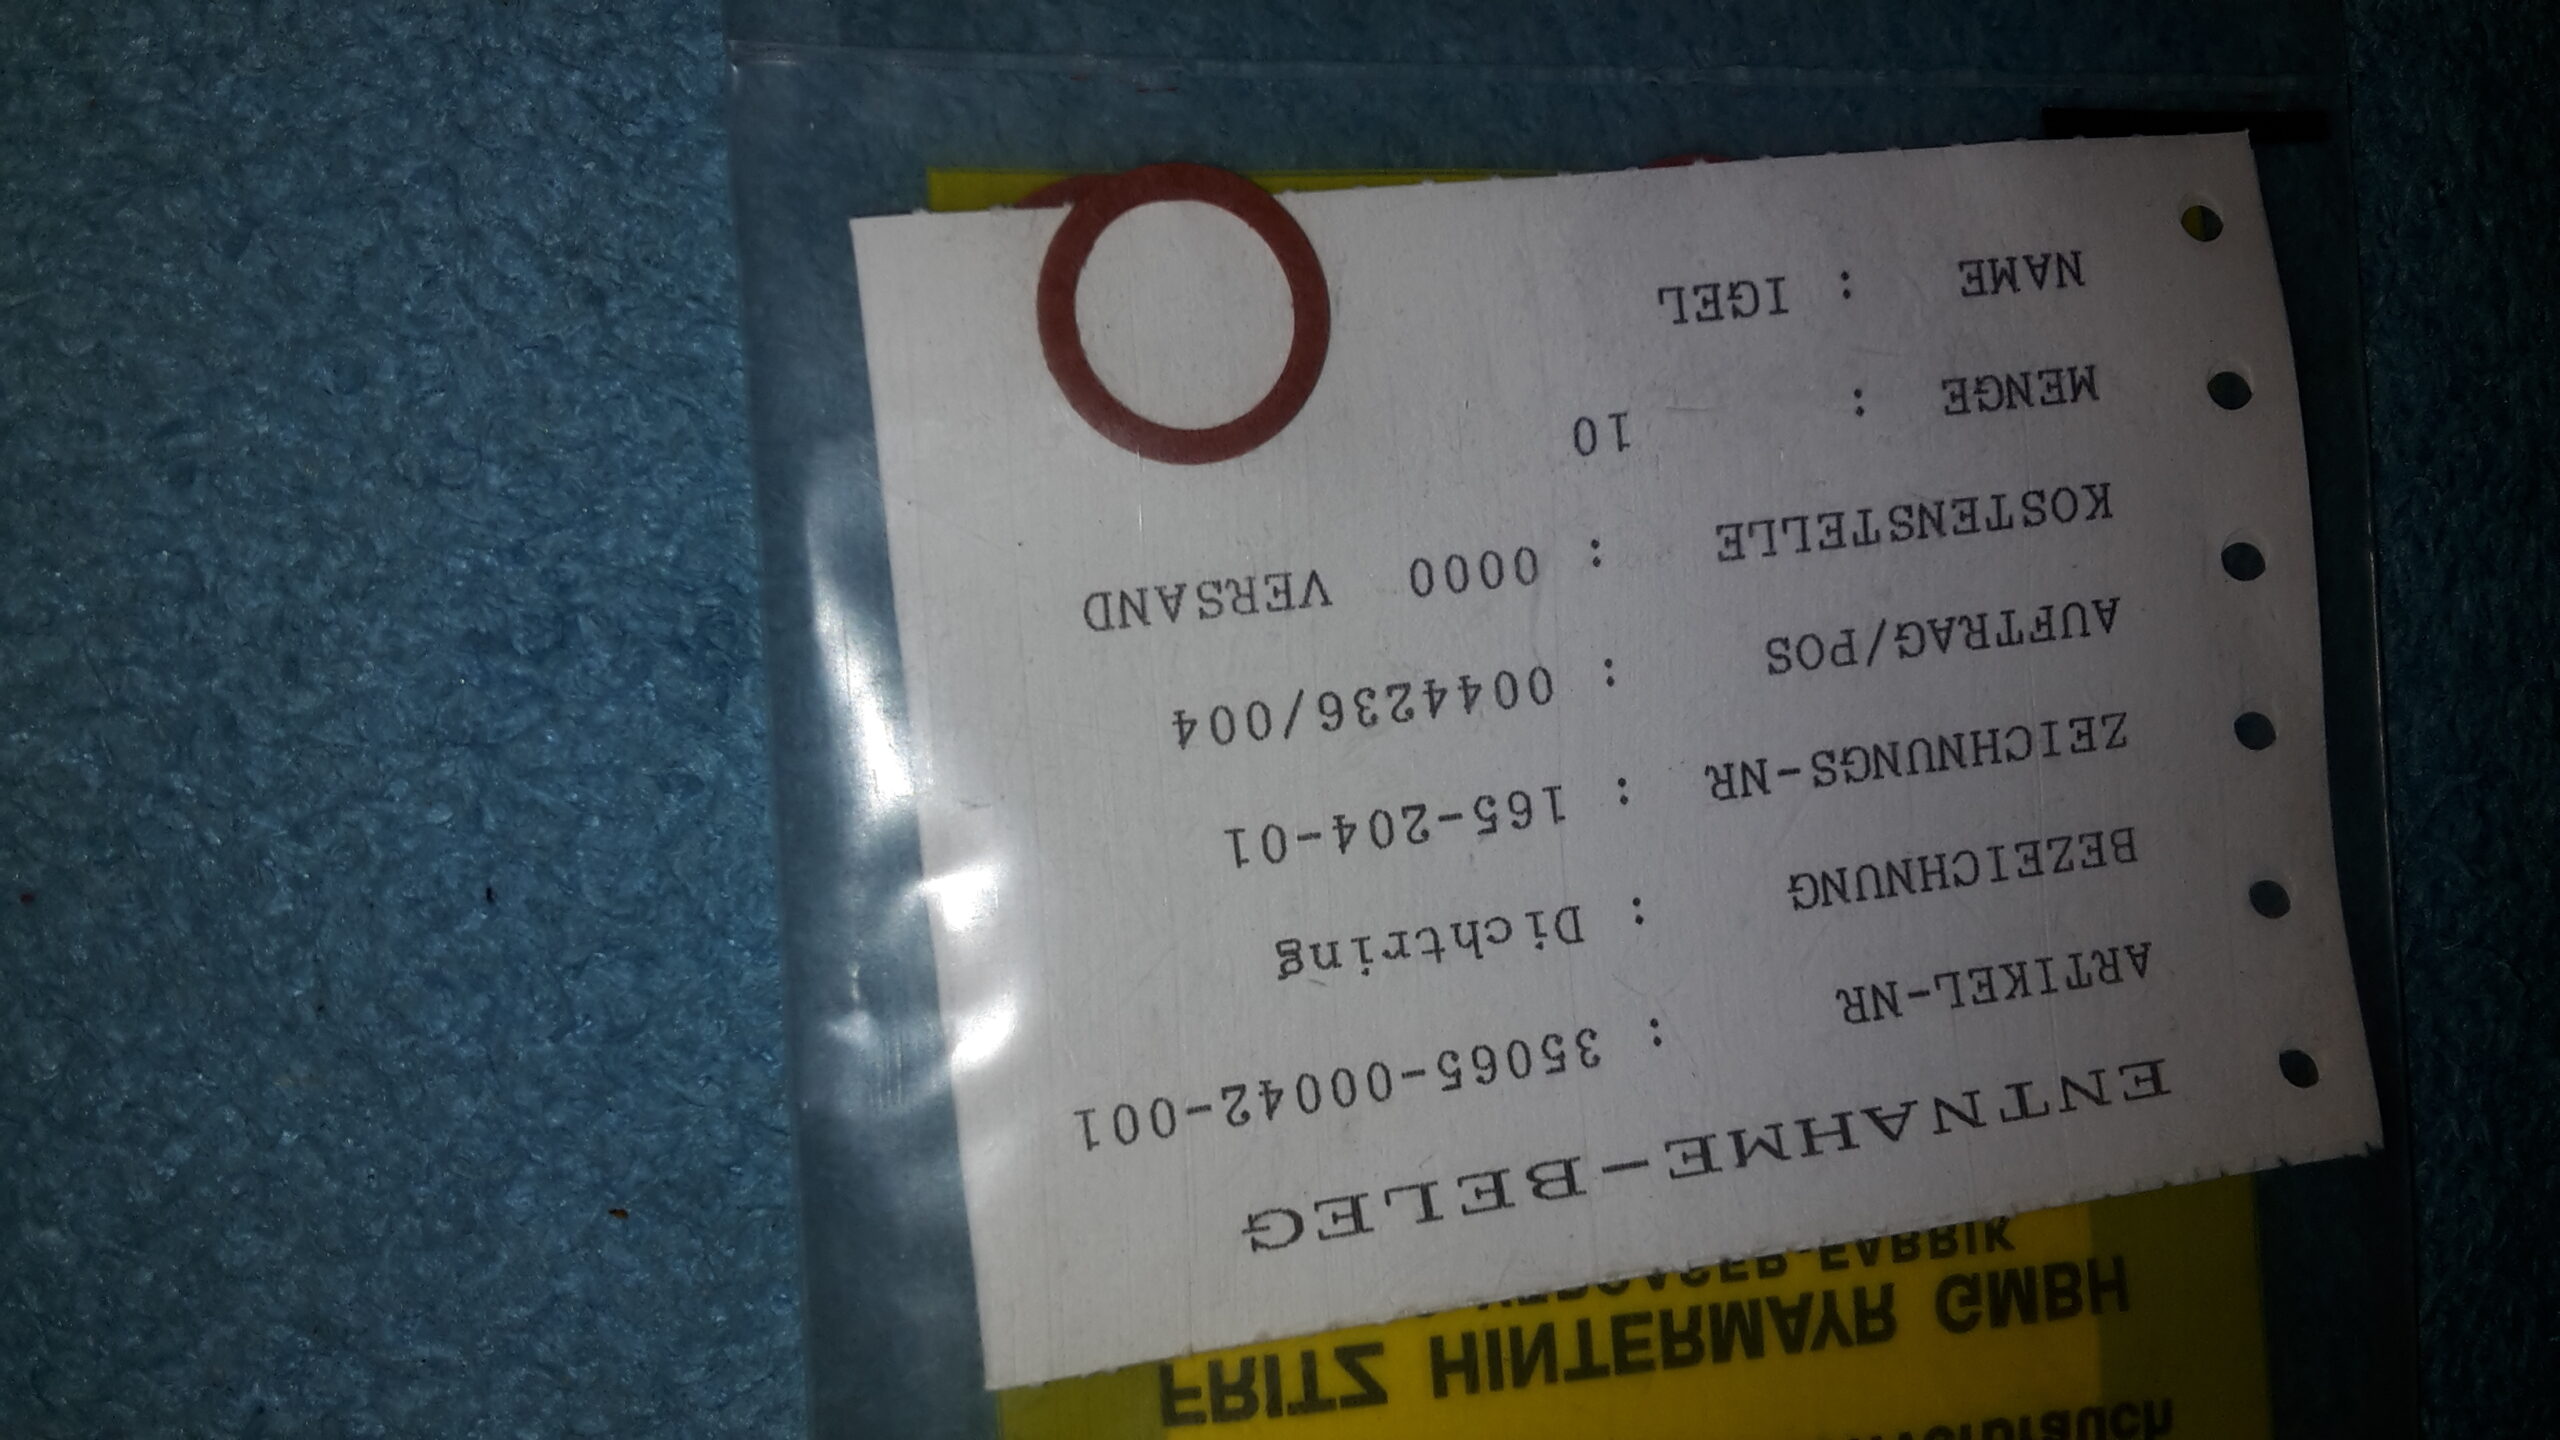 ENTNAHME-BELEG
ARTIKEL-NR : 35065-00042-001
BEZEICHNUNG : Dichtring
ZEICHNUNGS-NR : 165-204-01
AUFTRAG/POS : 0044236/004
KOSTENSTELLE : 0000 VERSAND
MENGE : 10
NAME : IGEL
FRITZ HINTERMAYR GMBH